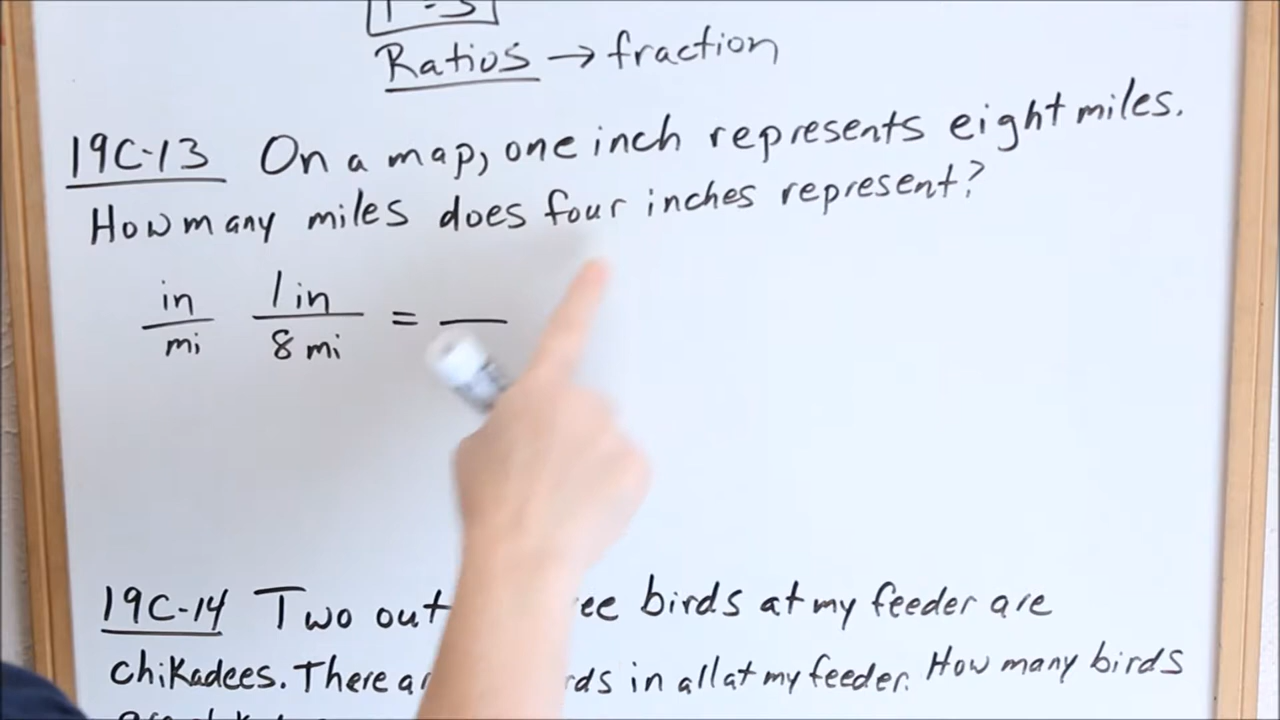 Ratios → fraction
19C-13 On a map, one inch represents eight miles.
How many miles does four inches represent?
in 1 in
— — = —
mi 8 mi
19C-14 Two out birds at my feeder are
chikadees. There in all at my feeder. How many birds